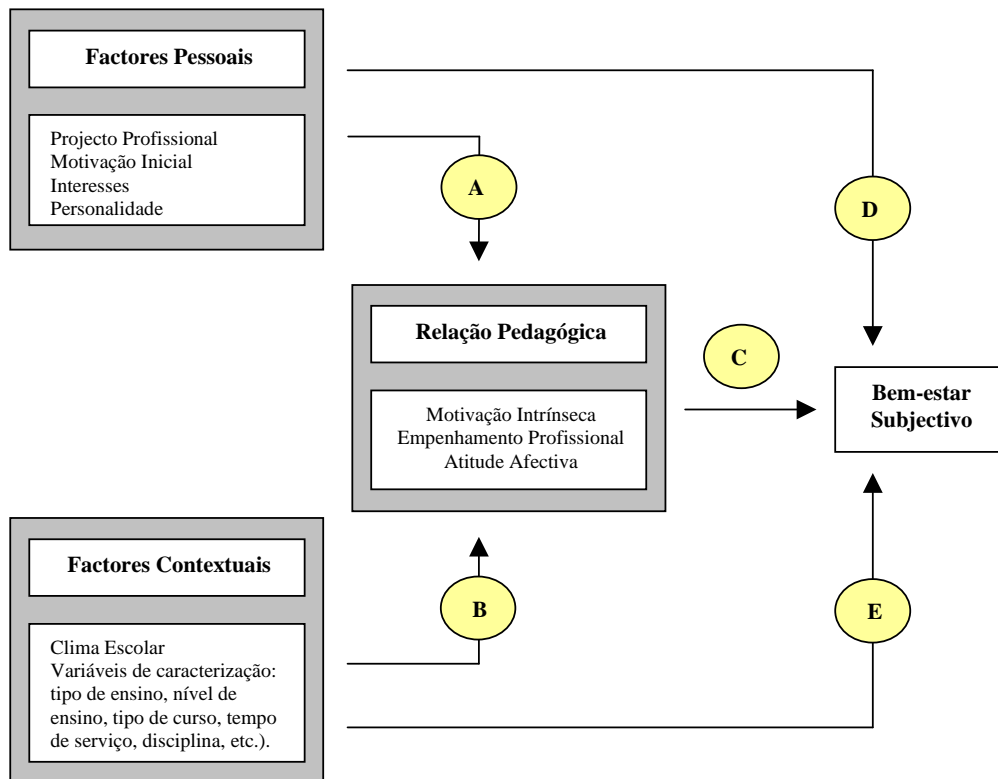 Factores Pessoais
Projecto Profissional
Motivação Inicial
Interesses
Personalidade
A
D
Relação Pedagógica
Motivação Intrínseca
Empenhamento Profissional
Atitude Afectiva
C
Bem-estar
Subjectivo
Factores Contextuais
Clima Escolar
Variáveis de caracterização:
tipo de ensino, nível de
ensino, tipo de curso, tempo
de serviço, disciplina, etc.).
B
E